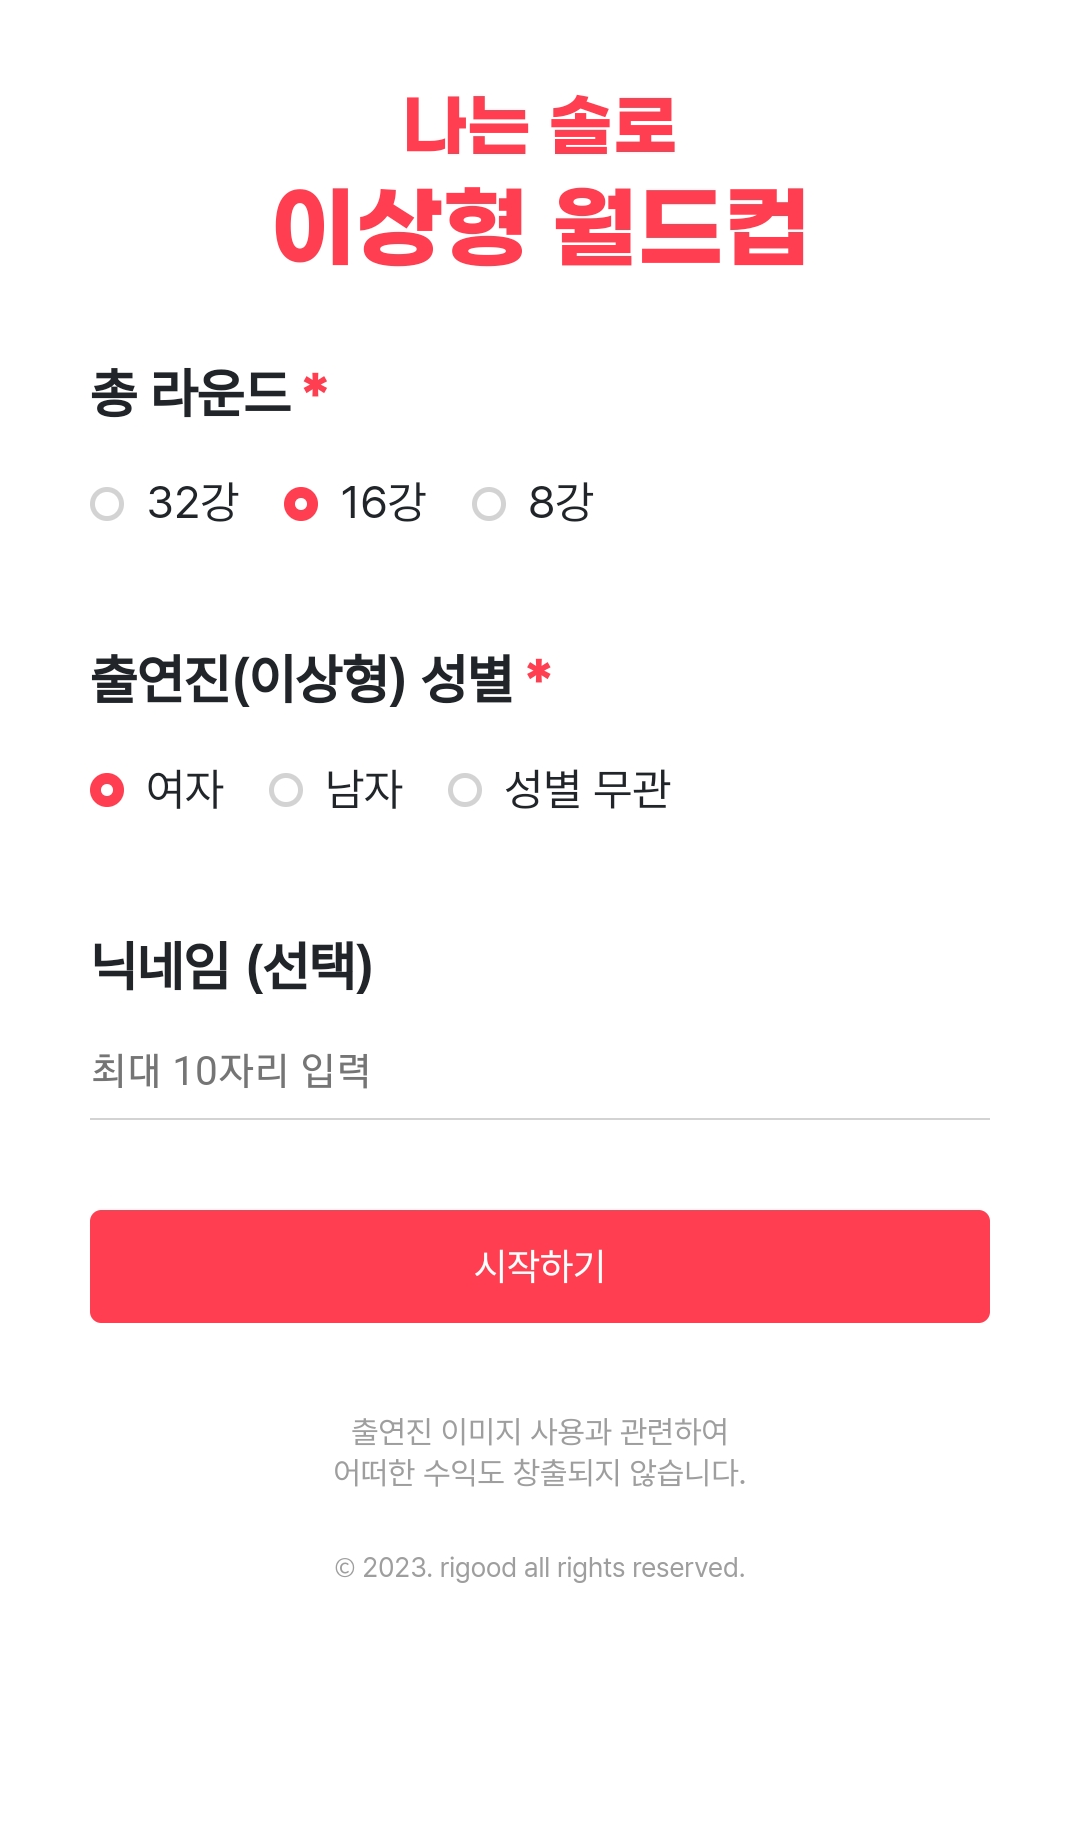 나는 솔로
이상형 월드컵
총 라운드 *
32강 16강 8강
출연진(이상형) 성별 *
여자 남자 성별 무관
닉네임 (선택)
최대 10자리 입력
시작하기
출연진 이미지 사용과 관련하여
어떠한 수익도 창출되지 않습니다.
© 2023. rigood all rights reserved.